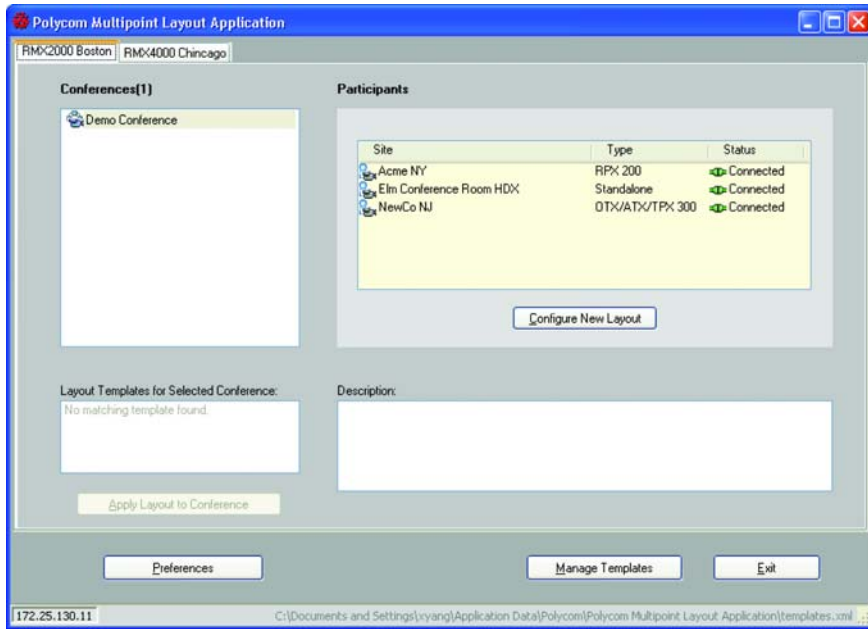 Polycom Multipoint Layout Application
RMX2000 Boston RMX4000 Chincago
Conferences(1)
Demo Conference
Participants
Site Type Status
Acme NY RPX 200 Connected
Elm Conference Room HDX Standalone Connected
NewCo NJ OTX/ATX/TPX 300 Connected
Configure New Layout
Layout Templates for Selected Conference:
No matching template found.
Description:
Apply Layout to Conference
Preferences Manage Templates Exit
172.25.130.11 C:\Documents and Settings\xyang\Application Data\Polycom\Polycom Multipoint Layout Application\templates.xml